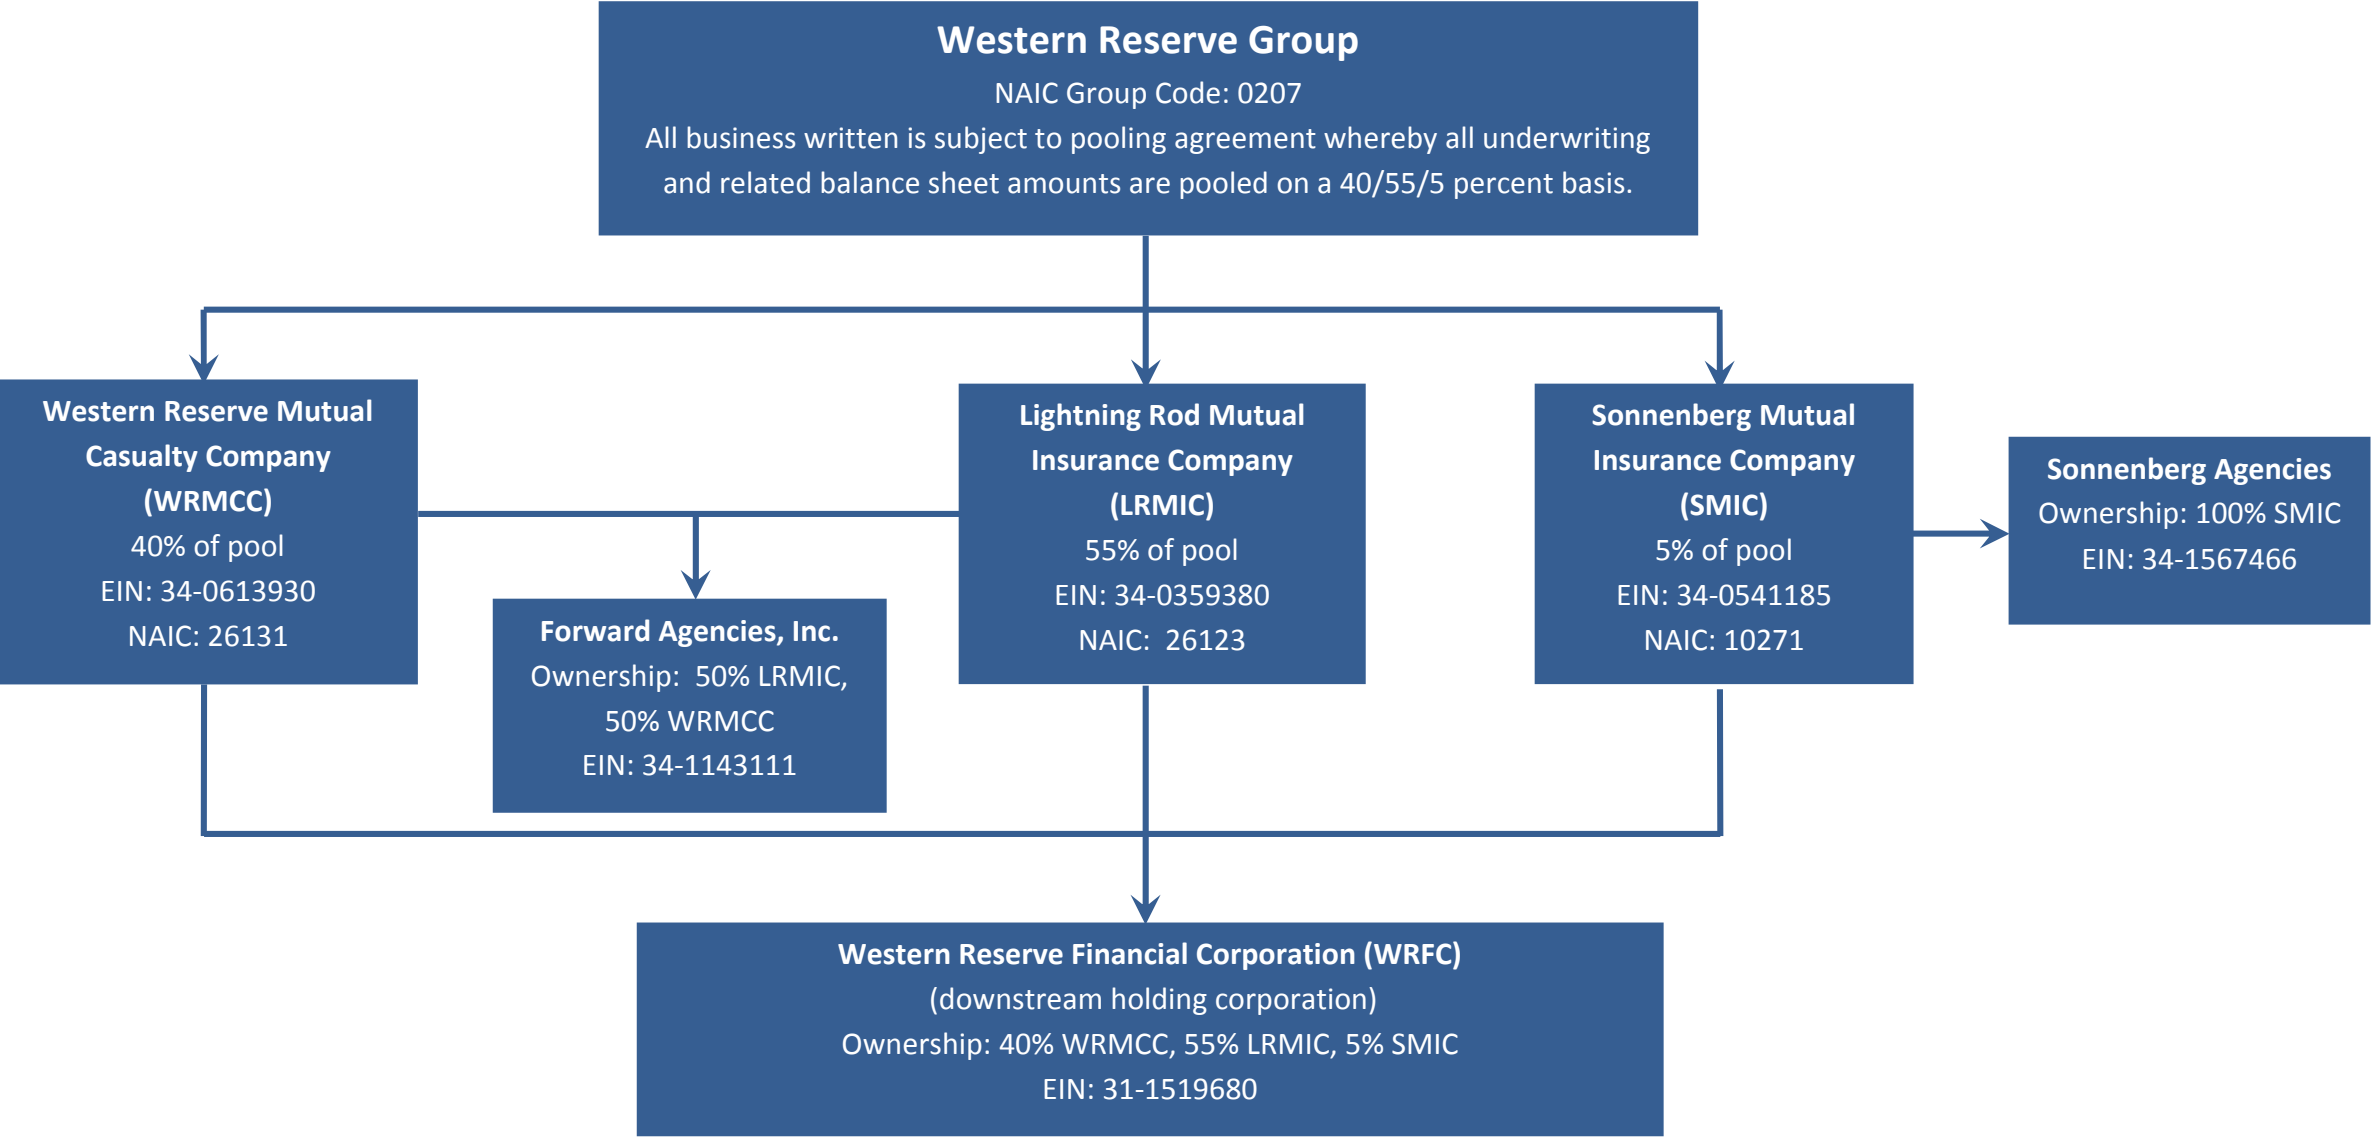 Western Reserve Group
NAIC Group Code: 0207
All business written is subject to pooling agreement whereby all underwriting
and related balance sheet amounts are pooled on a 40/55/5 percent basis.
Western Reserve Mutual
Casualty Company
(WRMCC)
40% of pool
EIN: 34-0613930
NAIC: 26131
Forward Agencies, Inc.
Ownership:  50% LRMIC,
50% WRMCC
EIN: 34-1143111
Lightning Rod Mutual
Insurance Company
(LRMIC)
55% of pool
EIN: 34-0359380
NAIC:  26123
Sonnenberg Mutual
Insurance Company
(SMIC)
5% of pool
EIN: 34-0541185
NAIC: 10271
Sonnenberg Agencies
Ownership: 100% SMIC
EIN: 34-1567466
Western Reserve Financial Corporation (WRFC)
(downstream holding corporation)
Ownership: 40% WRMCC, 55% LRMIC, 5% SMIC
EIN: 31-1519680